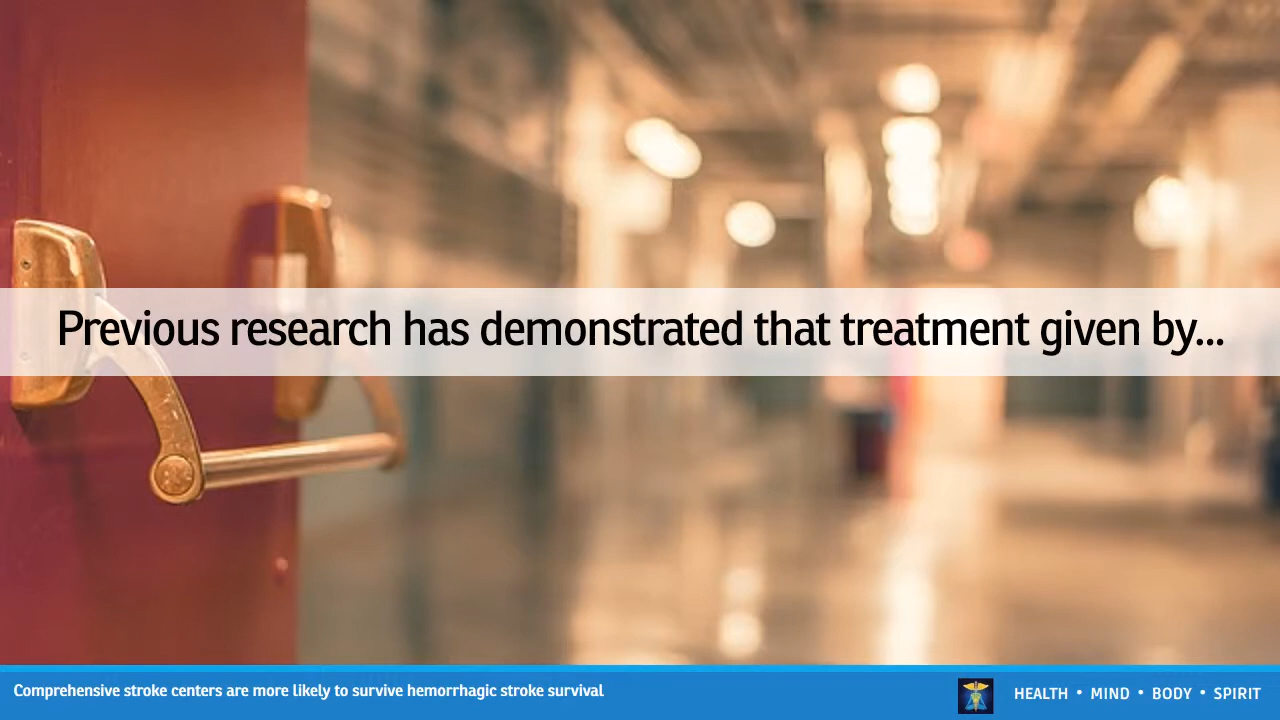 Previous research has demonstrated that treatment given by...
Comprehensive stroke centers are more likely to survive hemorrhagic stroke survival
HEALTH • MIND • BODY • SPIRIT